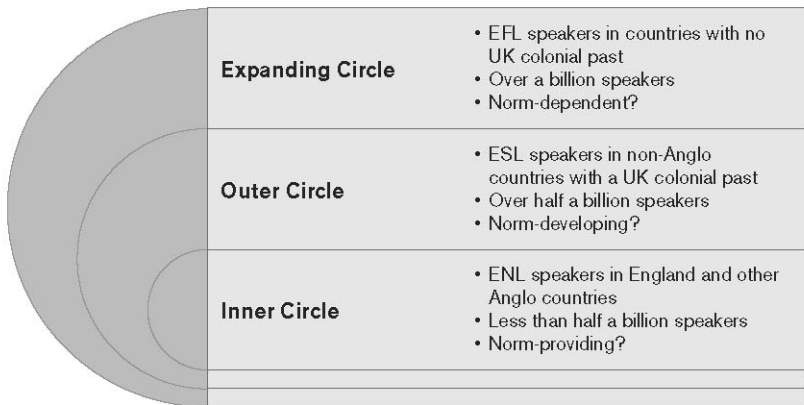 Expanding Circle
• EFL speakers in countries with no
UK colonial past
• Over a billion speakers
• Norm-dependent?
Outer Circle
• ESL speakers in non-Anglo
countries with a UK colonial past
• Over half a billion speakers
• Norm-developing?
Inner Circle
• ENL speakers in England and other
Anglo countries
• Less than half a billion speakers
• Norm-providing?